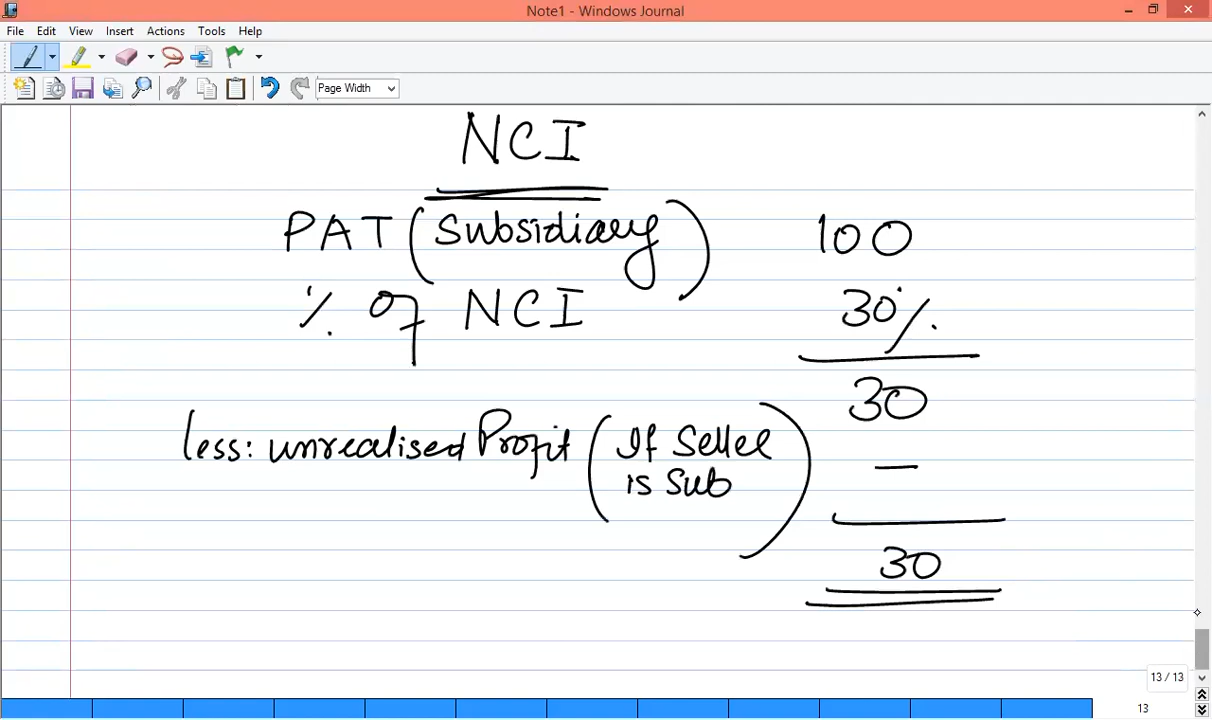 Note1 - Windows Journal
File Edit View Insert Actions Tools Help
Page Width
NCI
PAT (Subsidiary) 100
% of NCI 30%
30
less: unrealised Profit (If Seller is Sub) —
30
13 / 13
13